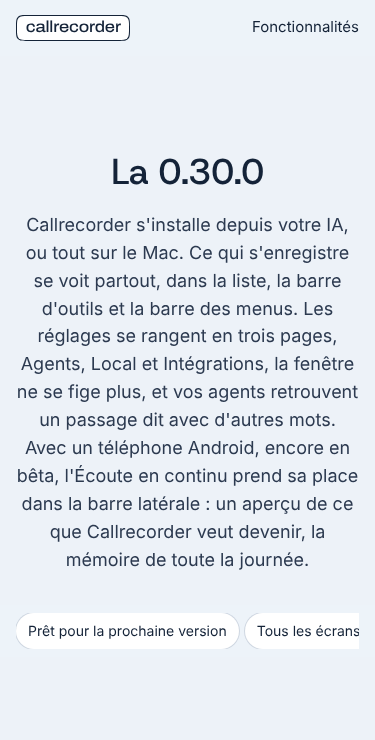 callrecorder
Fonctionnalités
La 0.30.0
Callrecorder s'installe depuis votre IA,
ou tout sur le Mac. Ce qui s'enregistre
se voit partout, dans la liste, la barre
d'outils et la barre des menus. Les
réglages se rangent en trois pages,
Agents, Local et Intégrations, la fenêtre
ne se fige plus, et vos agents retrouvent
un passage dit avec d'autres mots.
Avec un téléphone Android, encore en
bêta, l'Écoute en continu prend sa place
dans la barre latérale : un aperçu de ce
que Callrecorder veut devenir, la
mémoire de toute la journée.
Prêt pour la prochaine version
Tous les écrans